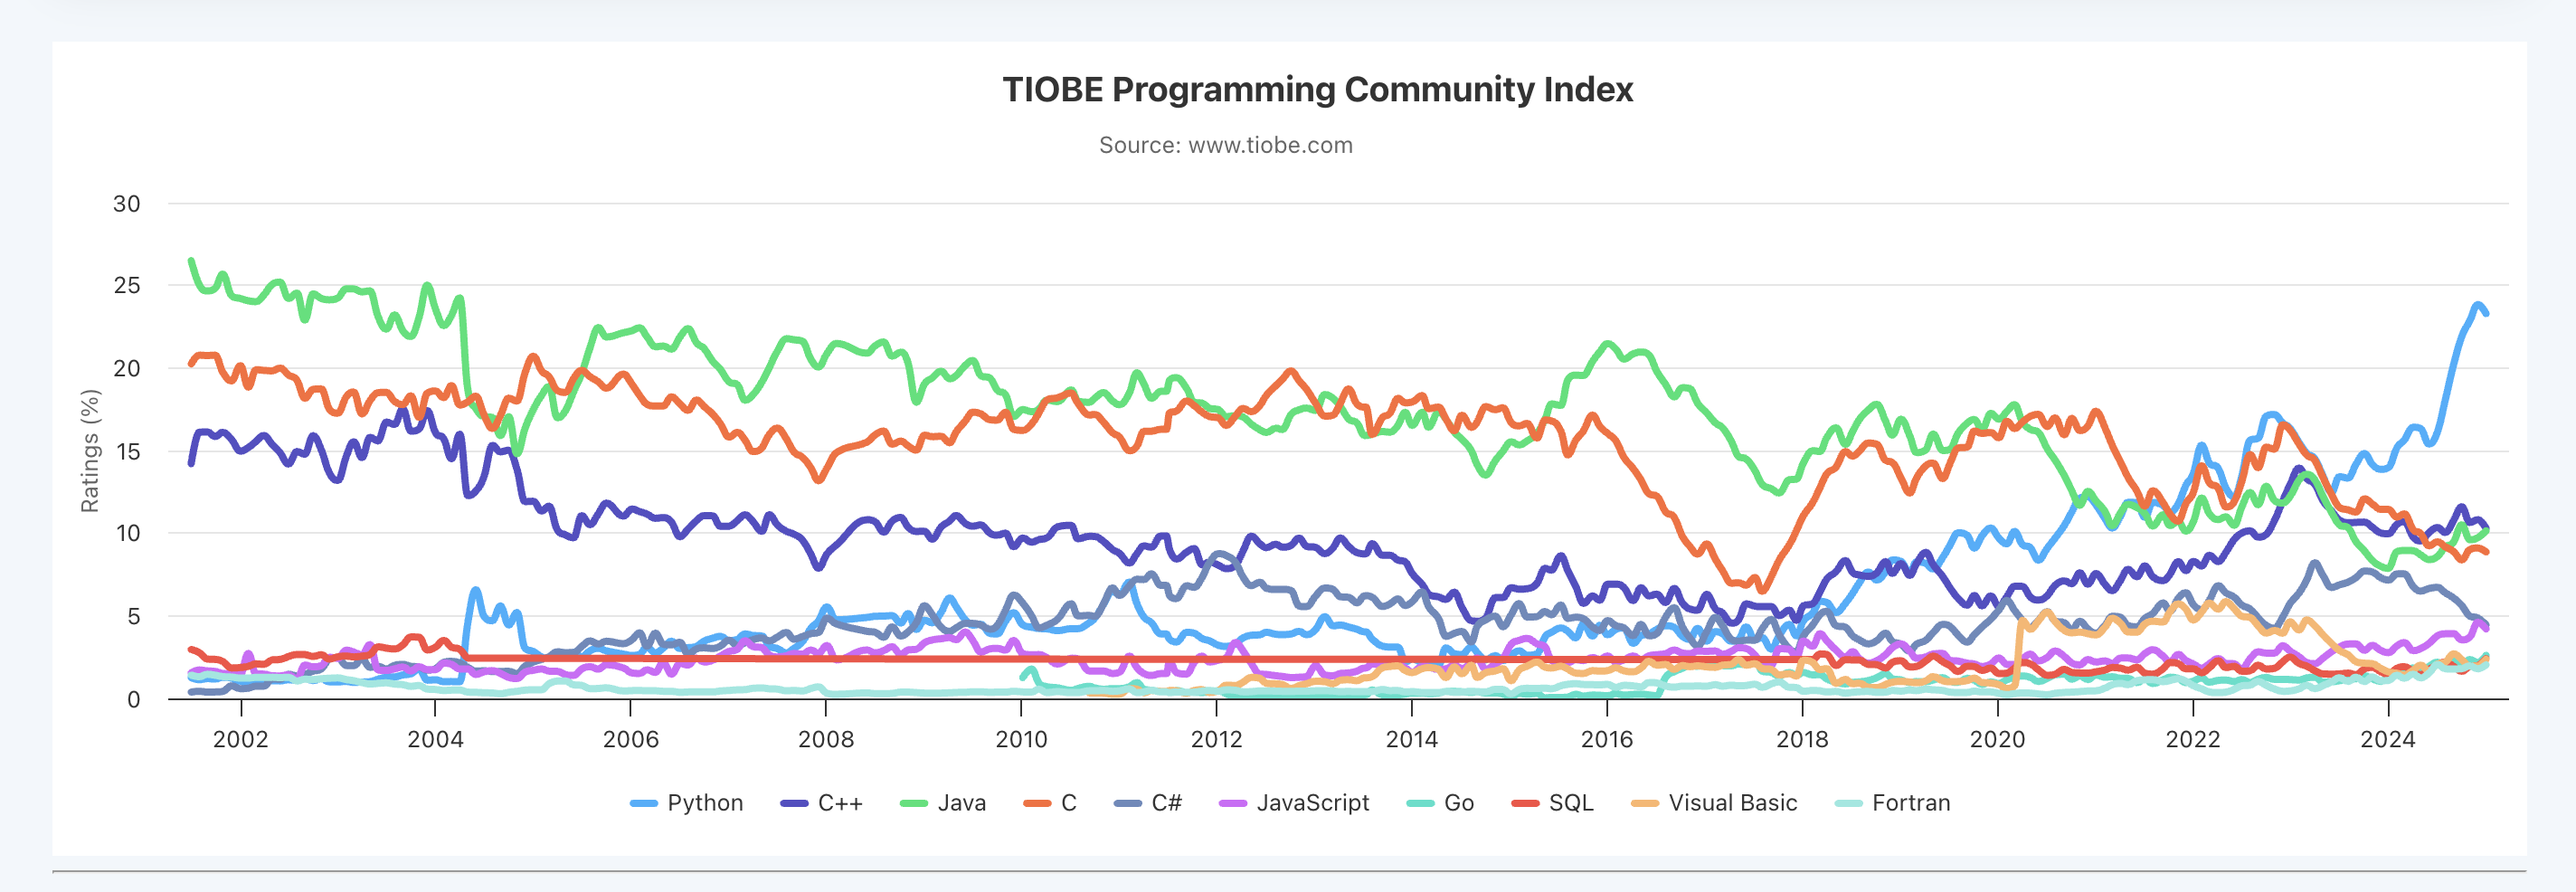 TIOBE Programming Community Index
Source: www.tiobe.com
Ratings (%)
30
25
20
15
10
5
0
2002 2004 2006 2008 2010 2012 2014 2016 2018 2020 2022 2024
Python C++ Java C C# JavaScript Go SQL Visual Basic Fortran